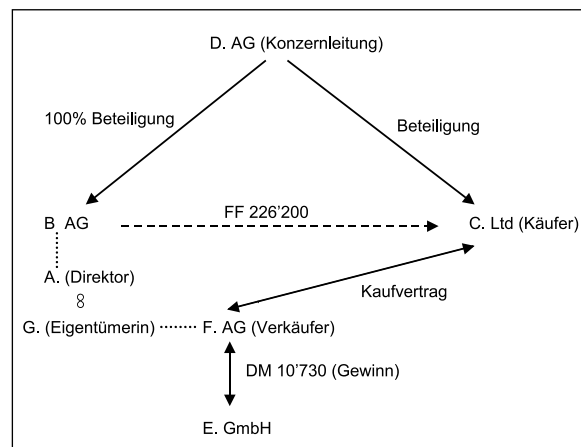 D. AG (Konzernleitung)
100% Beteiligung
Beteiligung
B AG
FF 226'200
C. Ltd (Käufer)
A. (Direktor)
Kaufvertrag
G. (Eigentümerin)
F. AG (Verkäufer)
DM 10'730 (Gewinn)
E. GmbH